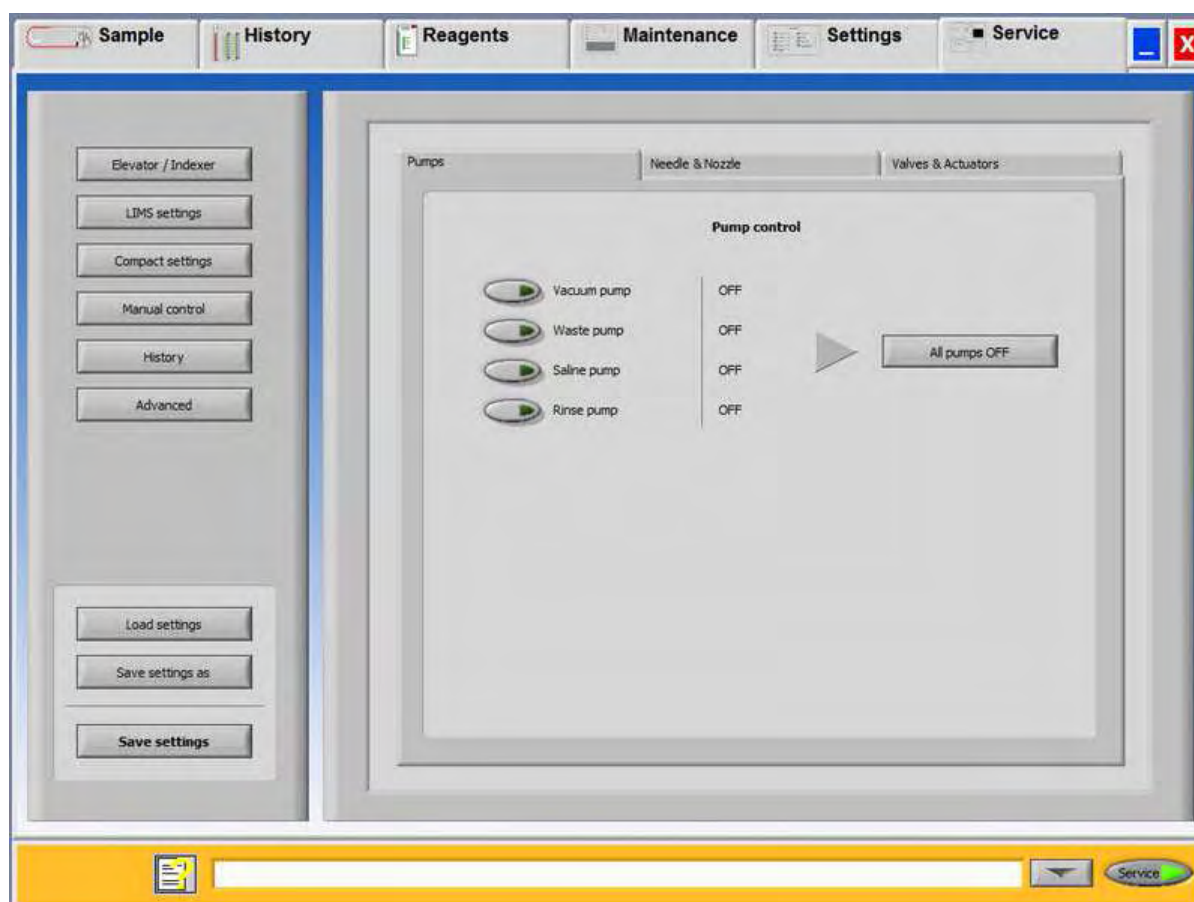 Sample History Reagents Maintenance Settings Service X
Elevator / Indexer
LIMS settings
Compact settings
Manual control
History
Advanced
Load settings
Save settings as
Save settings
Pumps Needle & Nozzle Valves & Actuators
Pump control
Vacuum pump OFF
Waste pump OFF
Saline pump OFF
Rinse pump OFF
All pumps OFF
Service